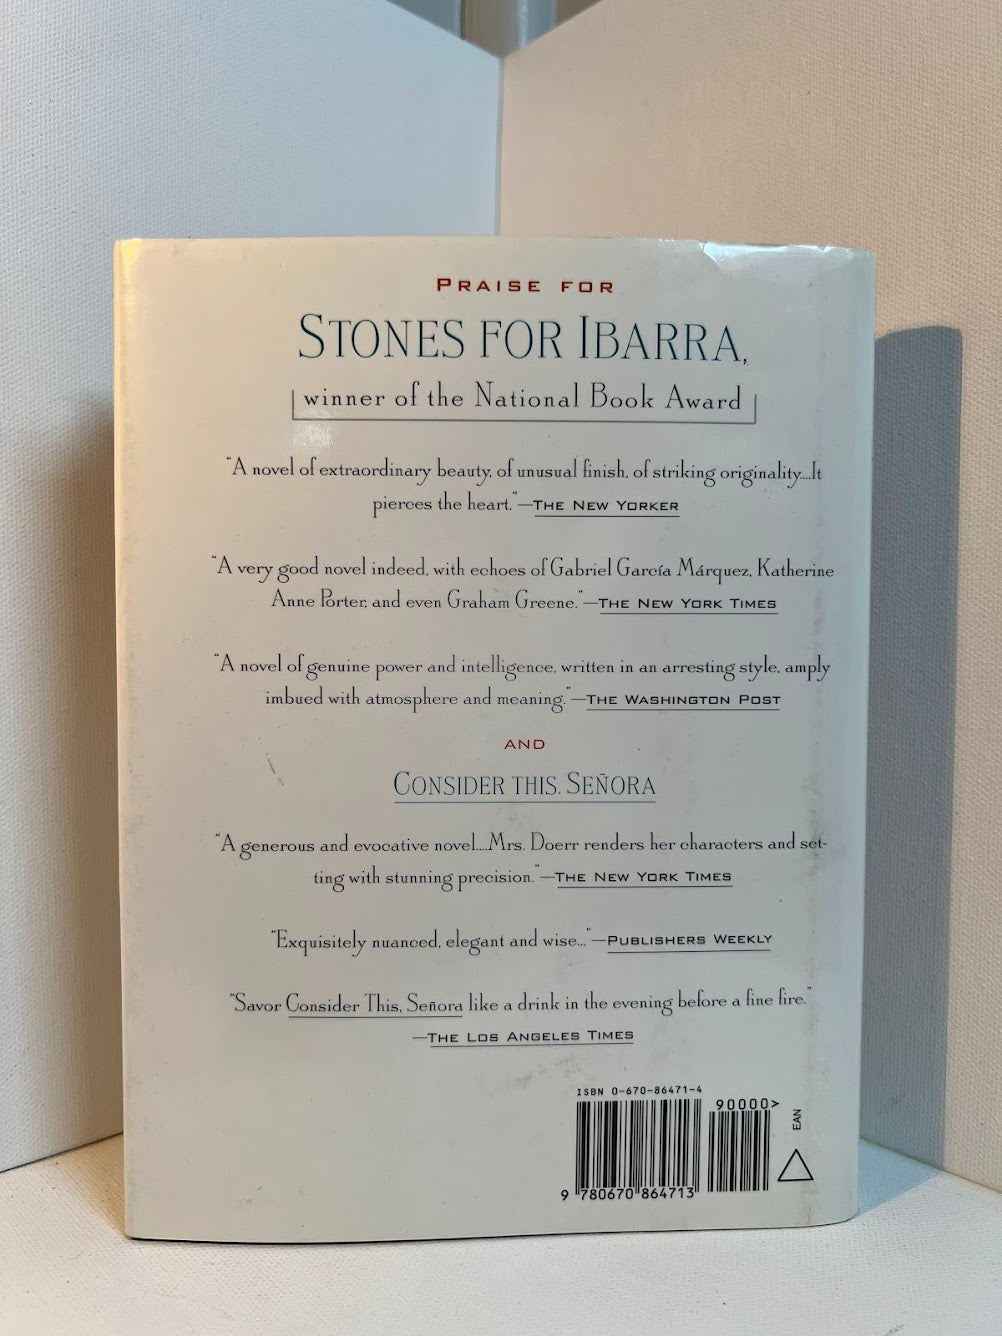 PRAISE FOR
STONES FOR IBARRA,
winner of the National Book Award
"A novel of extraordinary beauty, of unusual finish, of striking originality....It
pierces the heart."—THE NEW YORKER
"A very good novel indeed, with echoes of Gabriel García Márquez, Katherine
Anne Porter, and even Graham Greene."—THE NEW YORK TIMES
"A novel of genuine power and intelligence, written in an arresting style, amply
imbued with atmosphere and meaning."—THE WASHINGTON POST
AND
CONSIDER THIS, SEÑORA
"A generous and evocative novel....Mrs. Doerr renders her characters and set-
ting with stunning precision."—THE NEW YORK TIMES
"Exquisitely nuanced, elegant and wise..."—PUBLISHERS WEEKLY
"Savor Consider This, Señora like a drink in the evening before a fine fire."
—THE LOS ANGELES TIMES
ISBN 0-670-86471-4
90000>
EAN
9 780670 864713